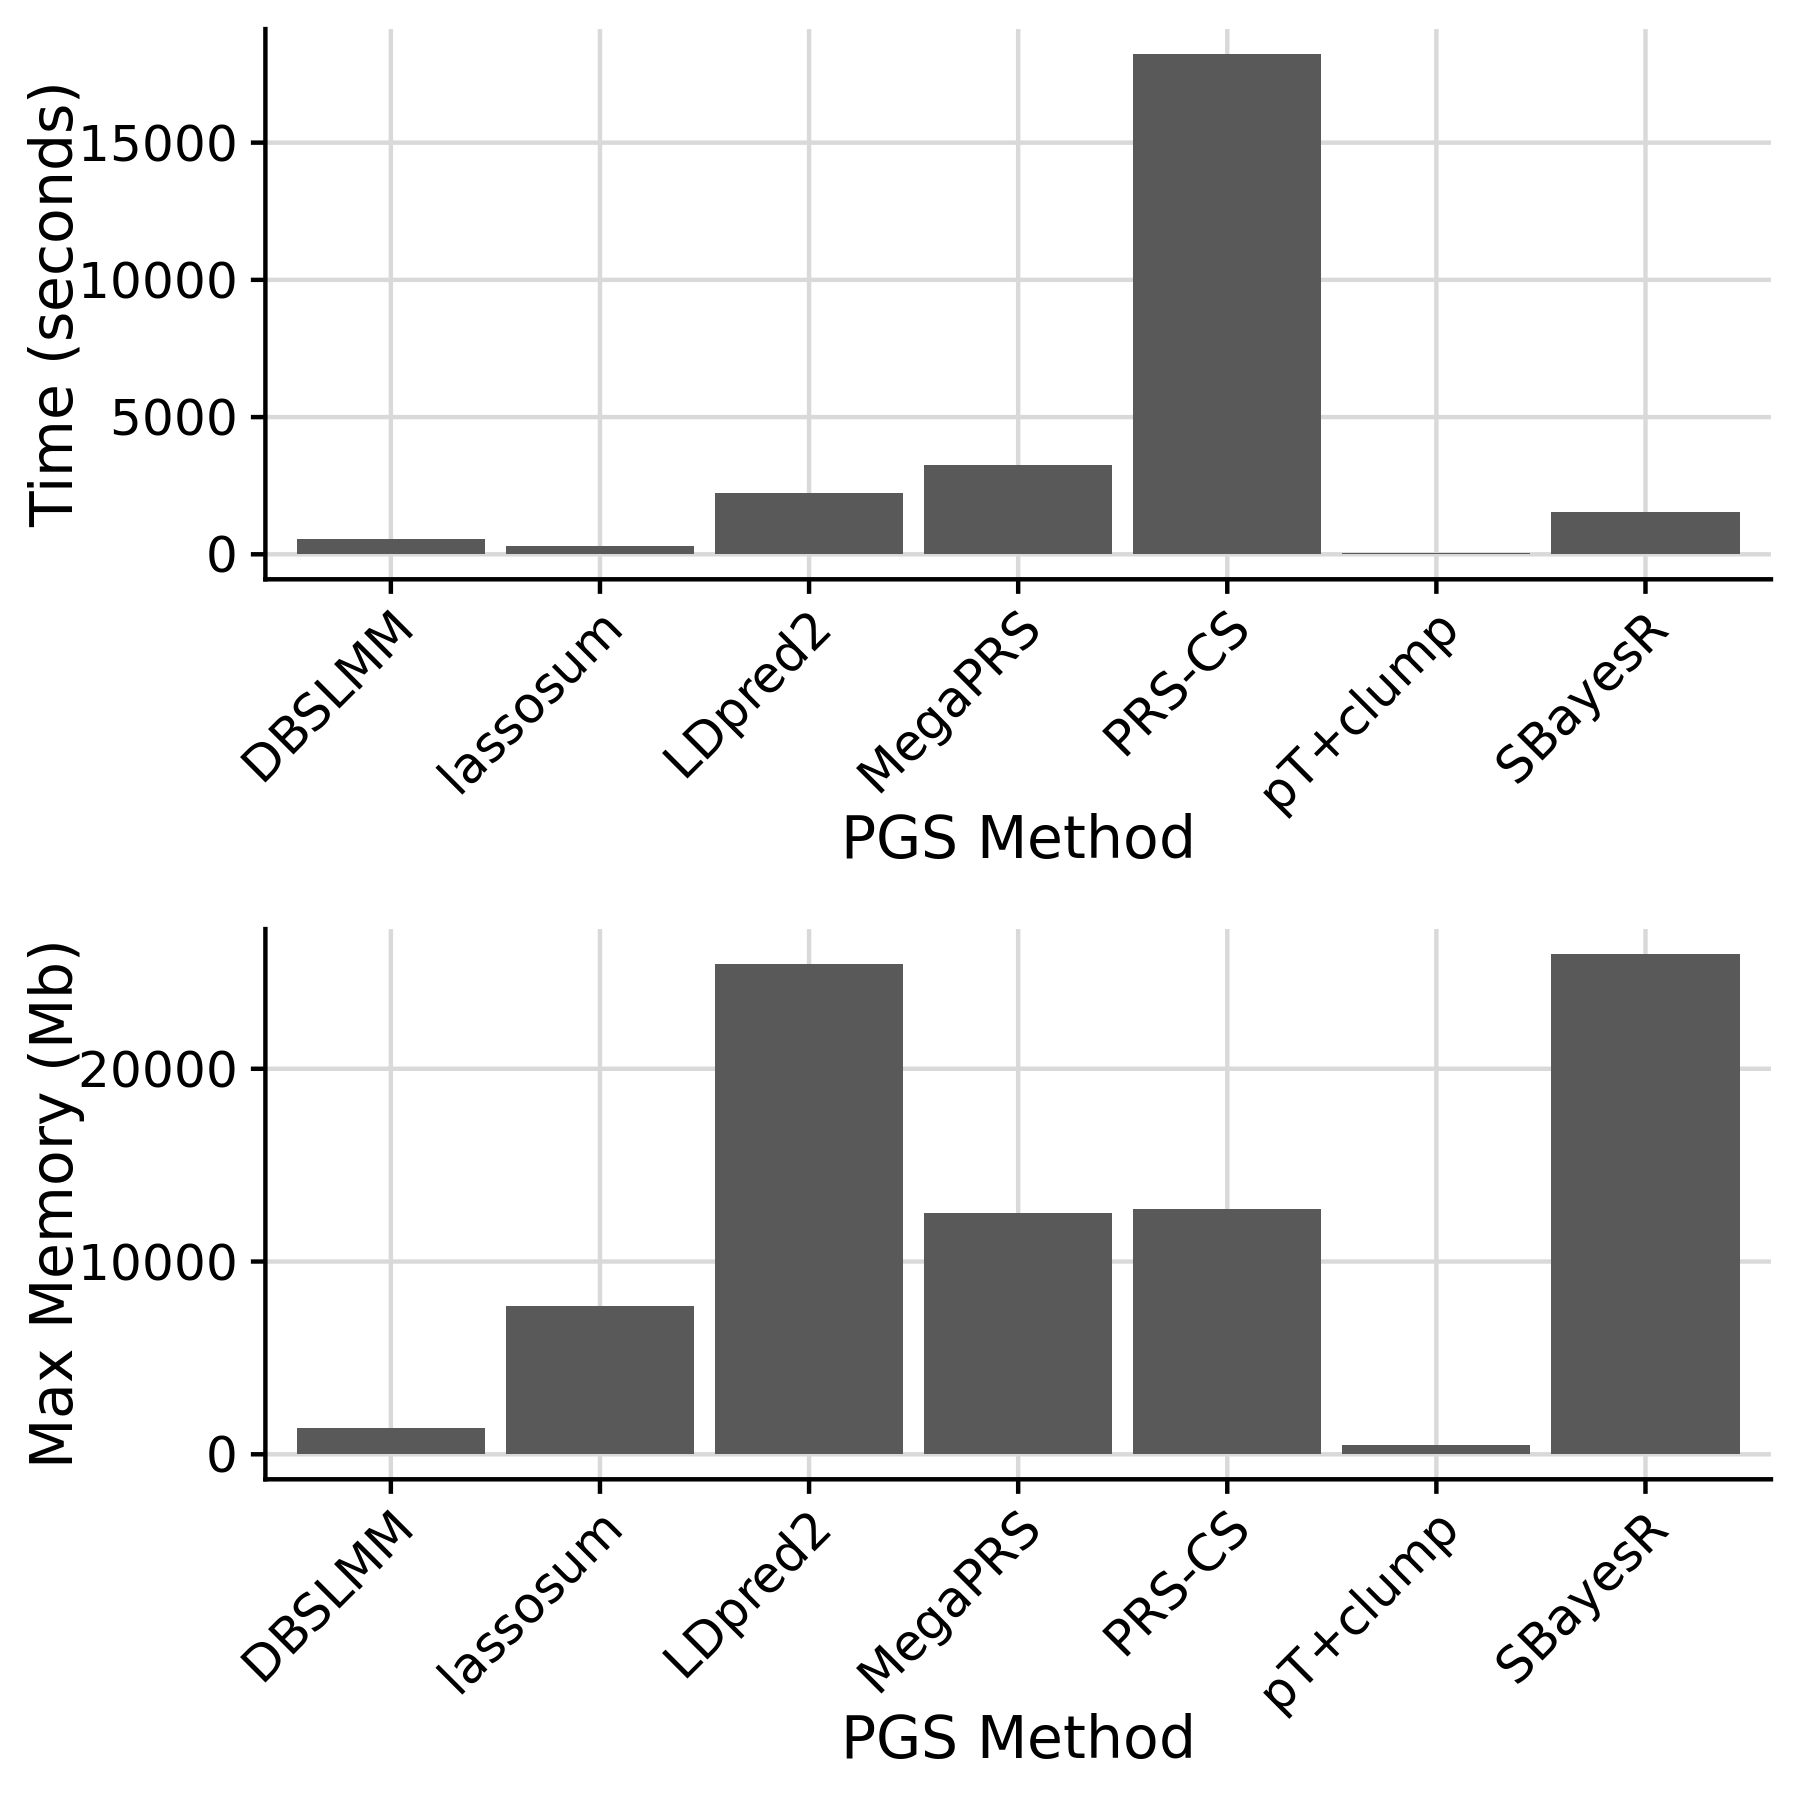 Time (seconds)
15000
10000
5000
0
DBSLMM
lassosum
LDpred2
MegaPRS
PRS-CS
pT+clump
SBayesR
PGS Method
Max Memory (Mb)
20000
10000
0
DBSLMM
lassosum
LDpred2
MegaPRS
PRS-CS
pT+clump
SBayesR
PGS Method